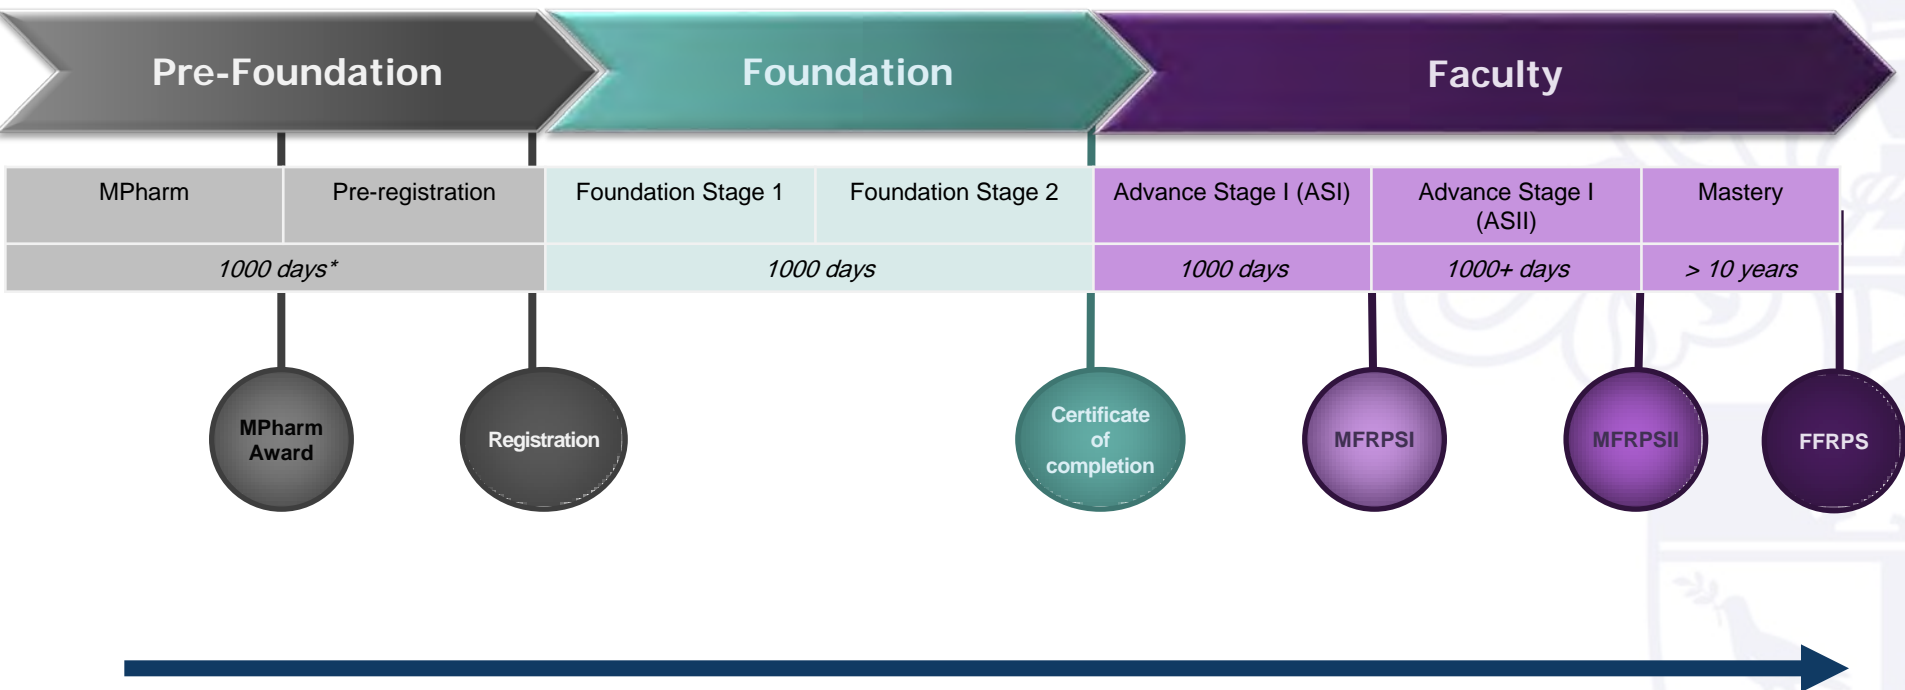 Pre-Foundation
Foundation
Faculty
MPharm
Pre-registration
Foundation Stage 1
Foundation Stage 2
Advance Stage I (ASI)
Advance Stage I
(ASII)
Mastery
1000 days*
1000 days
1000 days
1000+ days
> 10 years
MPharm
Award
Registration
Certificate
of
completion
MFRPSI
MFRPSII
FFRPS